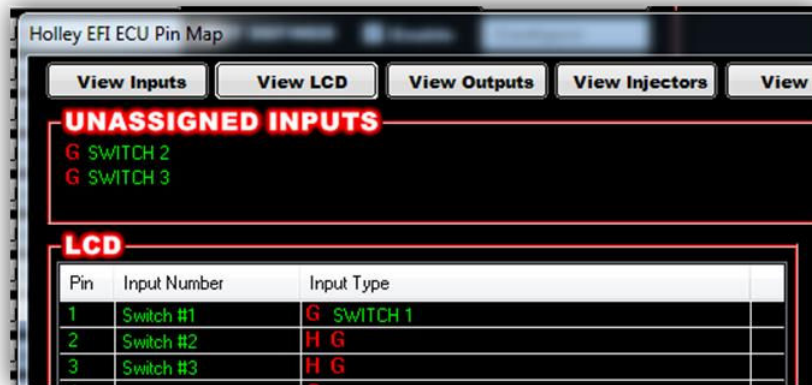 Holley EFI ECU Pin Map
View Inputs View LCD View Outputs View Injectors View
UNASSIGNED INPUTS
G SWITCH 2
G SWITCH 3
LCD
Pin Input Number Input Type
1 Switch #1 G SWITCH 1
2 Switch #2 H G
3 Switch #3 H G